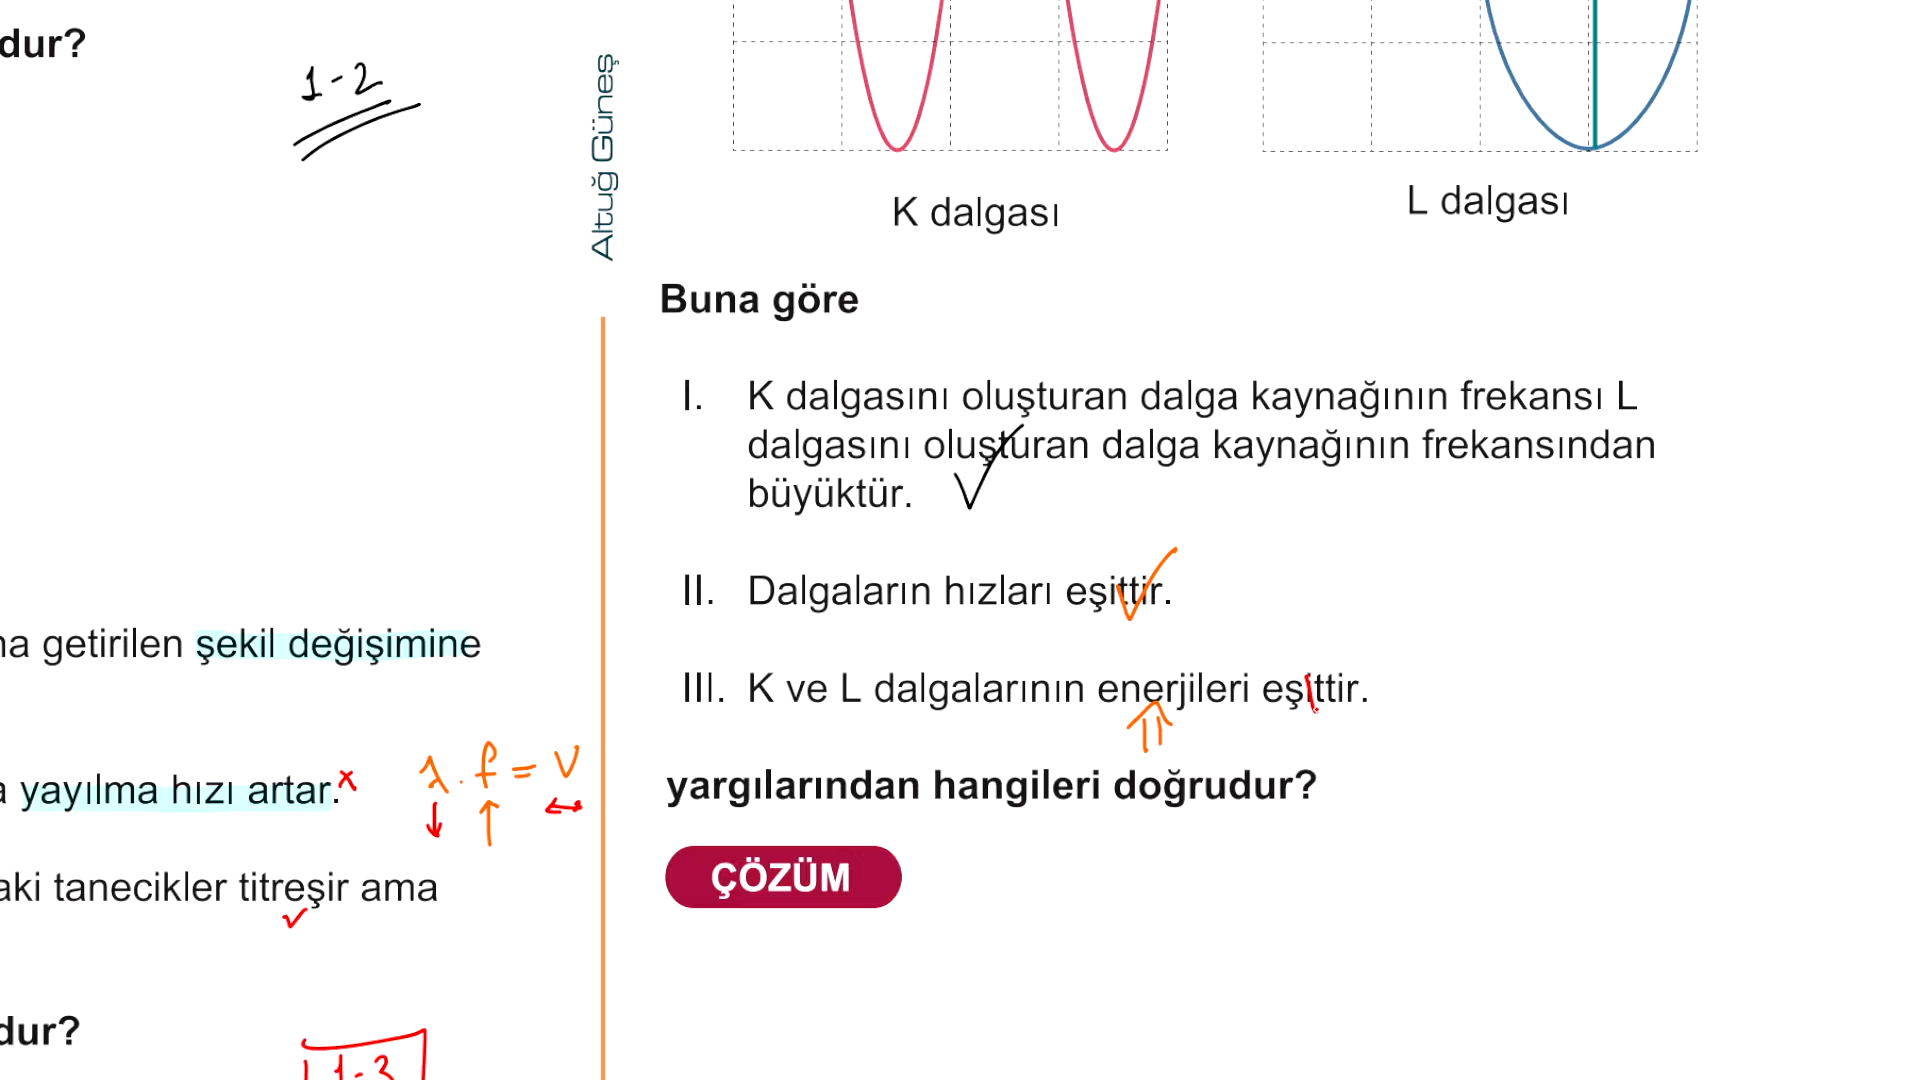 dur?
1-2
getirilen şekil değişimine
yayılma hızı artar.x
λ . f = v
aki tanecikler titreşir ama
dur?
1-3
Altuğ Güneş
K dalgası
L dalgası
Buna göre
I. K dalgasını oluşturan dalga kaynağının frekansı L
dalgasını oluşturan dalga kaynağının frekansından
büyüktür.
II. Dalgaların hızları eşittir.
III. K ve L dalgalarının enerjileri eşittir.
yargılarından hangileri doğrudur?
ÇÖZÜM